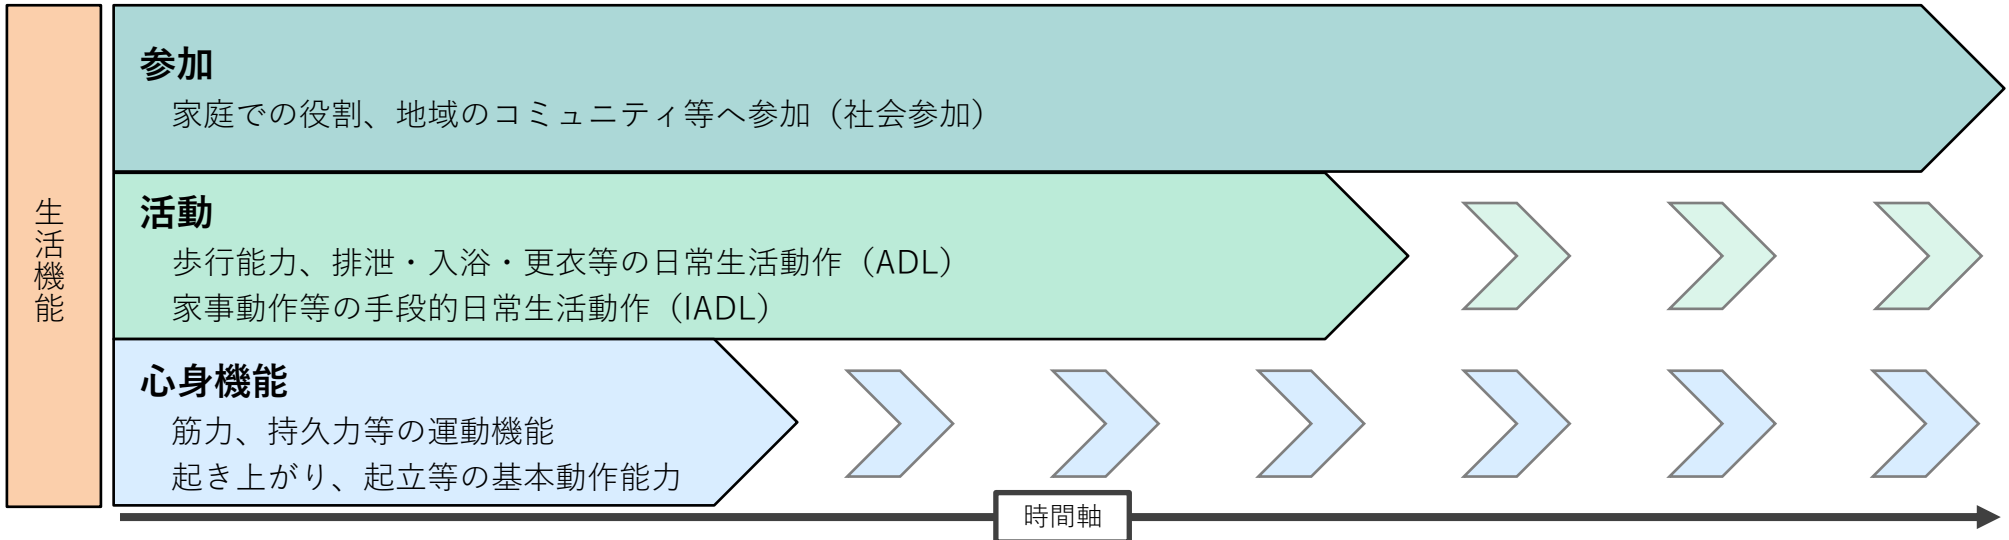 生活機能
参加
家庭での役割、地域のコミュニティ等へ参加（社会参加）
活動
歩行能力、排泄・入浴・更衣等の日常生活動作（ADL）
家事動作等の手段的日常生活動作（IADL）
心身機能
筋力、持久力等の運動機能
起き上がり、起立等の基本動作能力
時間軸